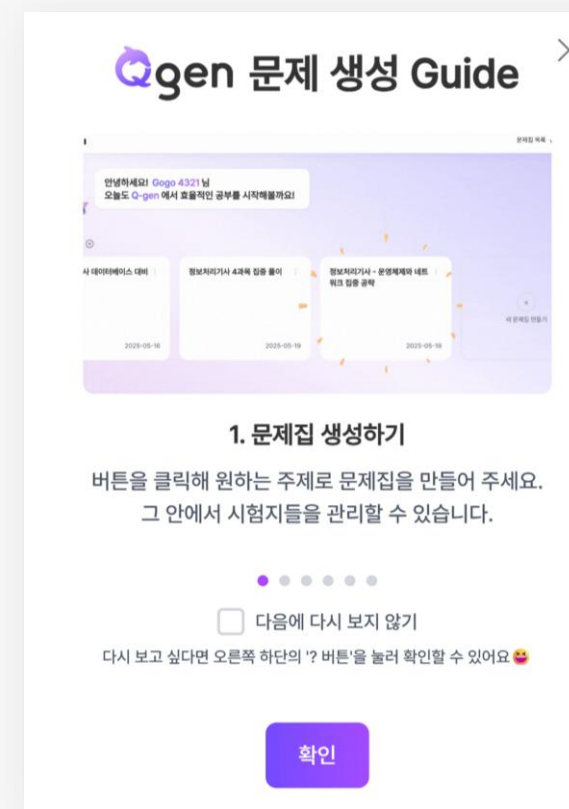 Qgen 문제 생성 Guide
문제집 목록
안녕하세요! Gogo 4321 님
오늘도 Q-gen 에서 효율적인 공부를 시작해볼까요!
사 데이터베이스 대비
정보처리기사 4과목 집중 풀이
정보처리기사 - 운영체제와 네트
워크 집중 공략
새 문제집 만들기
2025-05-16
2025-05-19
2025-05-18
1. 문제집 생성하기
버튼을 클릭해 원하는 주제로 문제집을 만들어 주세요.
그 안에서 시험지들을 관리할 수 있습니다.
다음에 다시 보지 않기
다시 보고 싶다면 오른쪽 하단의 '? 버튼'을 눌러 확인할 수 있어요😆
확인